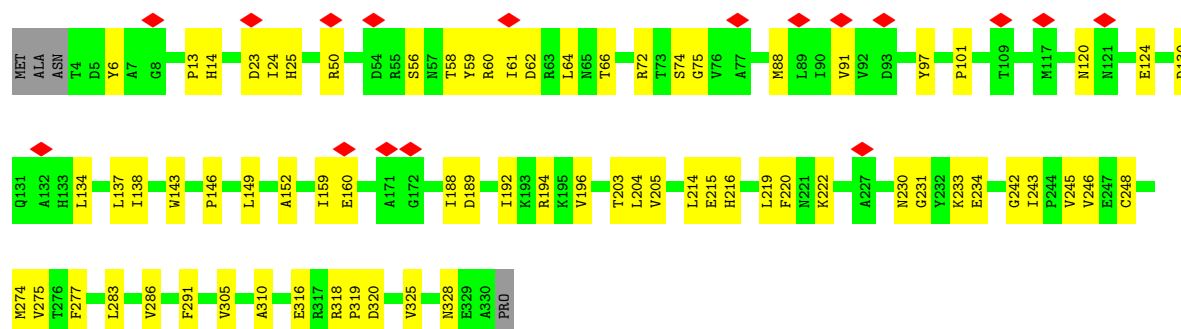 MET ALA ASN T4 D5 Y6 A7 G8 P13 H14 D23 I24 H25 R50 D54 R55 S56 N57 T58 Y59 R60 I61 D62 R63 L64 N65 T66 R72 T73 S74 G75 V76 A77 M88 L89 I90 V91 V92 D93 Y97 P101 T109 M117 N120 N121 E124
Q131 A132 H133 L134 L137 I138 W143 P146 L149 A152 I159 E160 A171 G172 I188 D189 I192 K193 R194 K195 V196 T203 L204 V205 L214 E215 H216 L219 F220 N221 K222 A227 N230 G231 Y232 K233 E234 G242 I243 P244 V245 V246 E247 C248
M274 V275 T276 F277 L283 V286 F291 V305 A310 E316 R317 R318 P319 D320 V325 N328 E329 A330 PRO